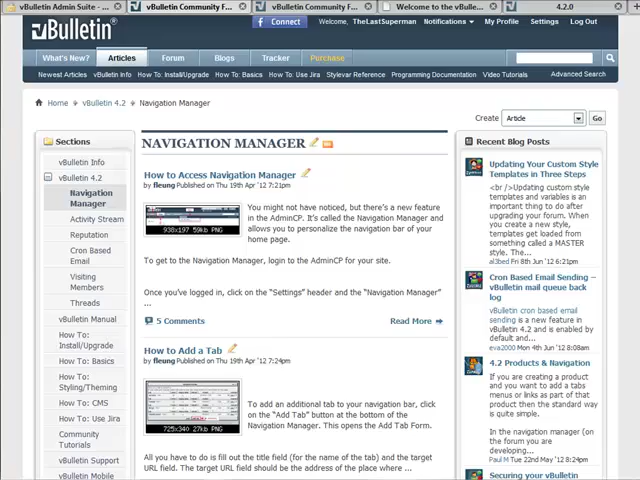 vBulletin Admin Suite - ...
vBulletin Community F...
vBulletin Community F...
Welcome to the vBulle...
4.2.0
vBulletin
Connect
Welcome, TheLastSuperman
Notifications
My Profile
Settings
Log Out
What's New?
Articles
Forum
Blogs
Tracker
Purchase
Newest Articles
vBulletin Info
How To: Install/Upgrade
How To: Basics
How To: Use Jira
Stylevar Reference
Programming Documentation
Video Tutorials
Advanced Search
Home
vBulletin 4.2
Navigation Manager
Create
Article
Go
Sections
vBulletin Info
vBulletin 4.2
Navigation
Manager
Activity Stream
Reputation
Cron Based
Email
Visiting
Members
Threads
vBulletin Manual
How To:
Install/Upgrade
How To: Basics
How To:
Styling/Theming
How To: CMS
How To: Use Jira
Community
Tutorials
vBulletin Support
vBulletin Mobile
NAVIGATION MANAGER
How to Access Navigation Manager
by fleung Published on Thu 19th Apr '12 7:21pm
938x197 59kb PNG
You might not have noticed, but there's a new feature
in the AdminCP. It's called the Navigation Manager and
allows you to personalize the navigation bar of your
home page.
To get to the Navigation Manager, login to the AdminCP for your site.
Once you've logged in, click on the "Settings" header and the "Navigation Manager"
...
5 Comments
Read More
How to Add a Tab
by fleung Published on Thu 19th Apr '12 7:24pm
725x340 27kb PNG
To add an additional tab to your navigation bar, click
on the "Add Tab" button at the bottom of the
Navigation Manager. This opens the Add Tab Form.
All you have to do is fill out the title field (for the name of the tab) and the target
URL field. The target URL field should be the address of the place where ...
Recent Blog Posts
Updating Your Custom Style
Templates in Three Steps
<br />Updating custom style
templates and variables is an
important thing to do after
upgrading your forum. When
you create a new style,
templates get loaded from
something called a MASTER
style. The...
al3bed Fri 8th Jun '12 6:21pm
Cron Based Email Sending –
vBulletin mail queue back
log
vBulletin cron based email
sending is a new feature in
vBulletin 4.2 and is enabled by
default and...
eva2000 Mon 4th Jun '12 8:08am
4.2 Products & Navigation
If you are creating a product
and you want to add a tabs
menus or links as part of that
product then the standard way
is quite simple.
In the navigation manager (on
the forum you are
developing...
Paul M Tue 22nd May '12 8:24pm
Securing your vBulletin